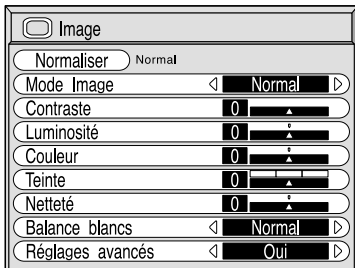 Image
Normaliser Normal
Mode Image Normal
Contraste 0
Luminosité 0
Couleur 0
Teinte 0
Netteté 0
Balance blancs Normal
Réglages avancés Oui